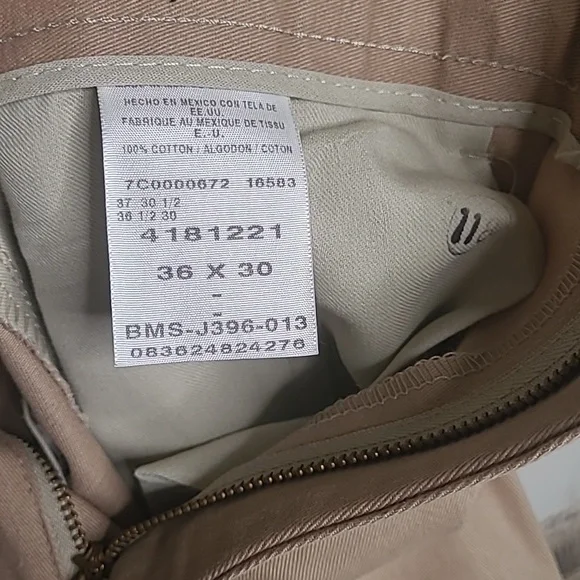 HECHO EN MEXICO CON TELA DE
EE.UU.
FABRIQUE AU MEXIQUE DE TISSU
E.-U.
100% COTTON / ALGODON / COTON
7C0000672 16583
37 30 1/2
36 1/2 30
4181221
36 X 30
-
-
BMS-J396-013
083624824276
11